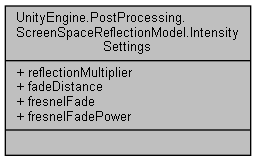 UnityEngine.PostProcessing.
ScreenSpaceReflectionModel.Intensity
Settings
+ reflectionMultiplier
+ fadeDistance
+ fresnelFade
+ fresnelFadePower